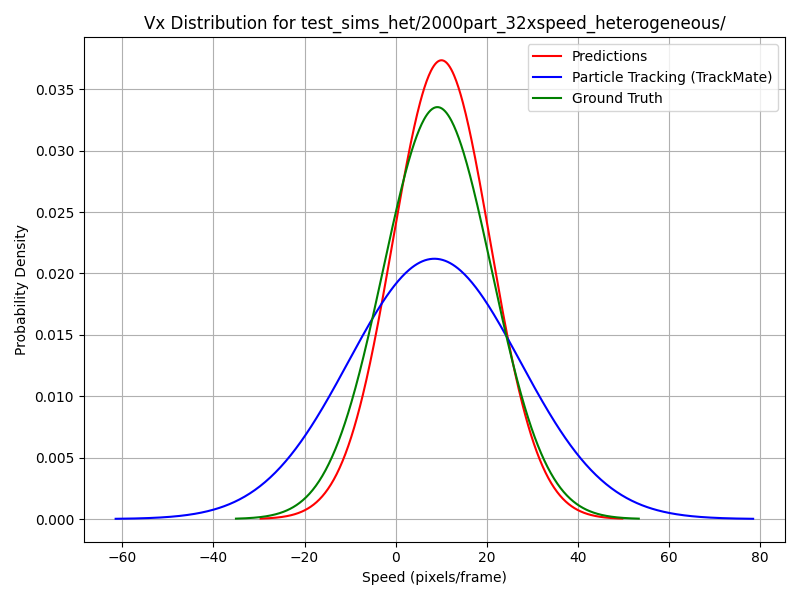 Vx Distribution for test_sims_het/2000part_32xspeed_heterogeneous/
Predictions
Particle Tracking (TrackMate)
Ground Truth
Probability Density
0.035
0.030
0.025
0.020
0.015
0.010
0.005
0.000
−60
−40
−20
0
20
40
60
80
Speed (pixels/frame)